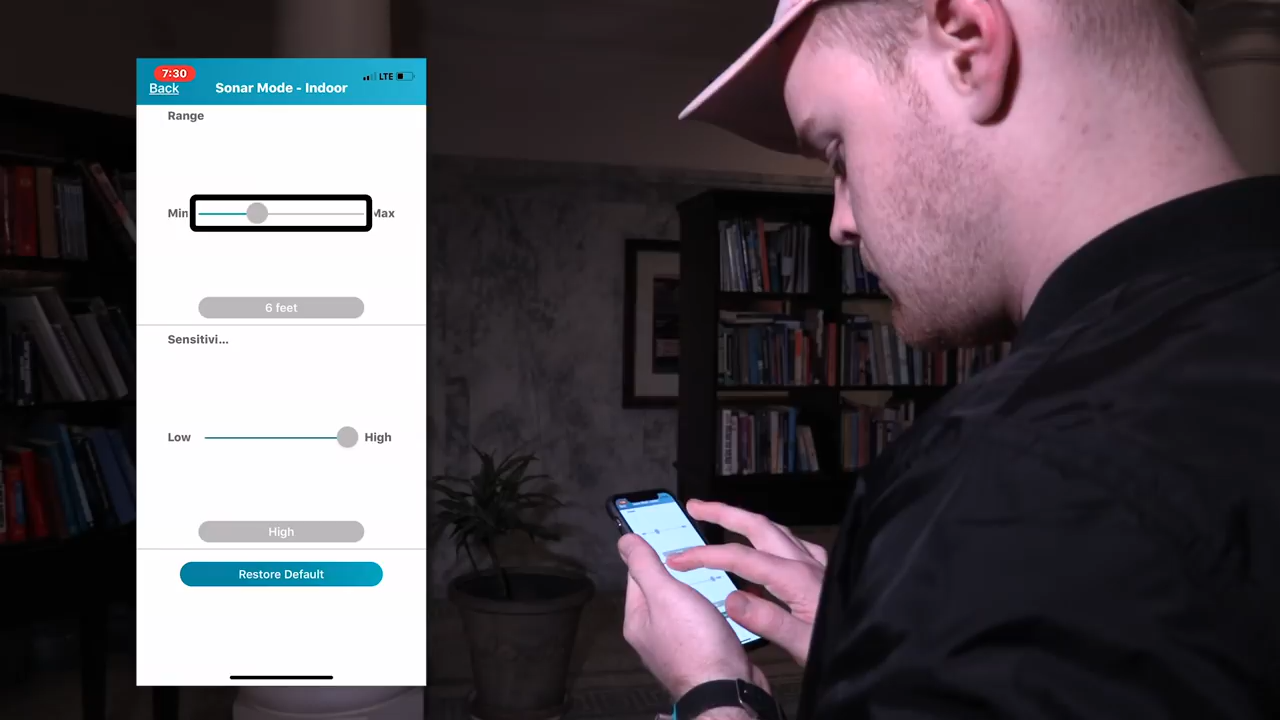 7:30
LTE
Back
Sonar Mode - Indoor
Range
Min
Max
6 feet
Sensitivi...
Low
High
High
Restore Default